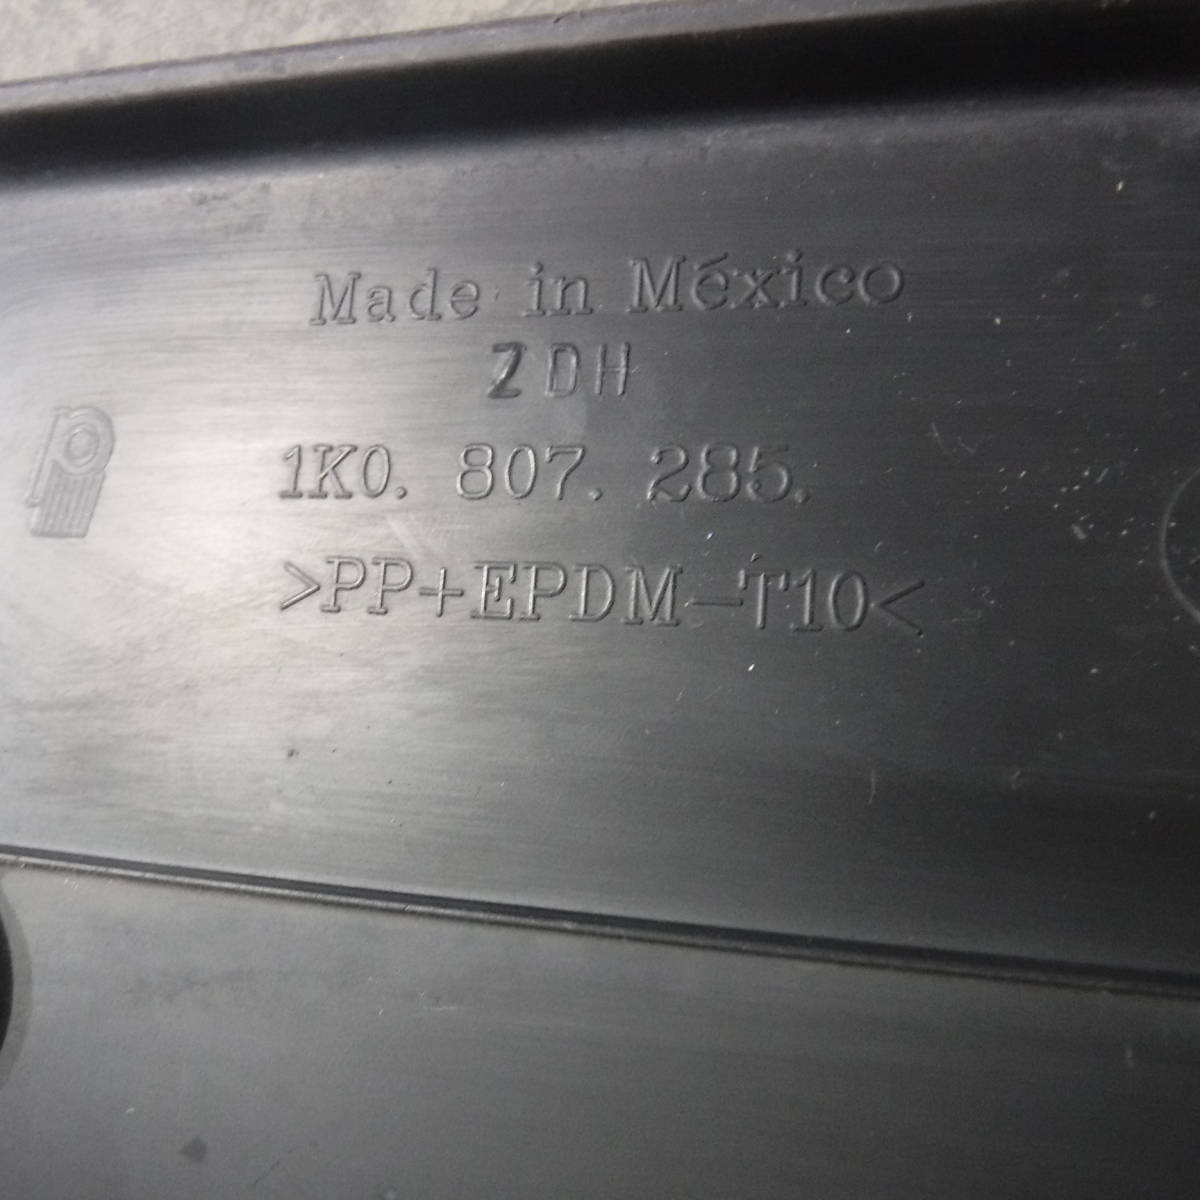 Made in México
ZDH
1K0. 807. 285.
>PP+EPDM-T10<